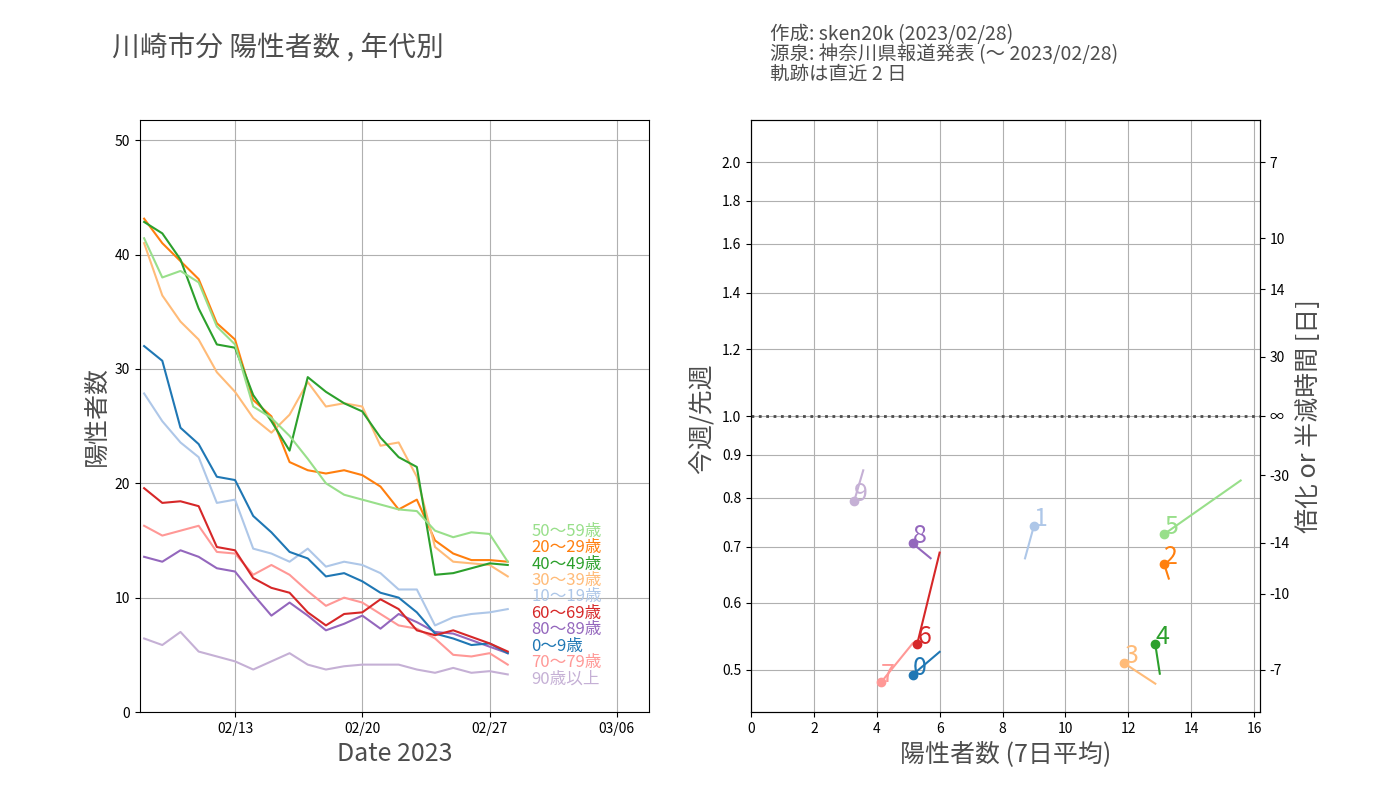 川崎市分 陽性者数 , 年代別
作成: sken20k (2023/02/28)
源泉: 神奈川県報道発表 (～ 2023/02/28)
軌跡は直近 2 日
陽性者数
50
40
30
20
10
0
02/13
02/20
02/27
03/06
Date 2023
50～59歳
20～29歳
40～49歳
30～39歳
10～19歳
60～69歳
80～89歳
0～9歳
70～79歳
90歳以上
今週/先週
2.0
1.8
1.6
1.4
1.2
1.0
0.9
0.8
0.7
0.6
0.5
9
8
1
5
2
6
4
3
7
0
0
2
4
6
8
10
12
14
16
陽性者数 (7日平均)
7
10
14
30
∞
-30
-14
-10
-7
倍化 or 半減時間 [日]